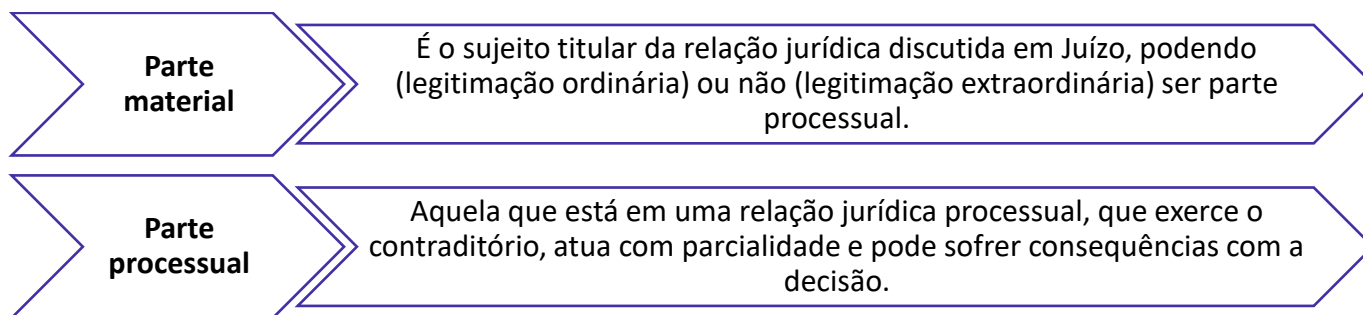 Parte
material
É o sujeito titular da relação jurídica discutida em Juízo, podendo
(legitimação ordinária) ou não (legitimação extraordinária) ser parte
processual.
Parte
processual
Aquela que está em uma relação jurídica processual, que exerce o
contraditório, atua com parcialidade e pode sofrer consequências com a
decisão.